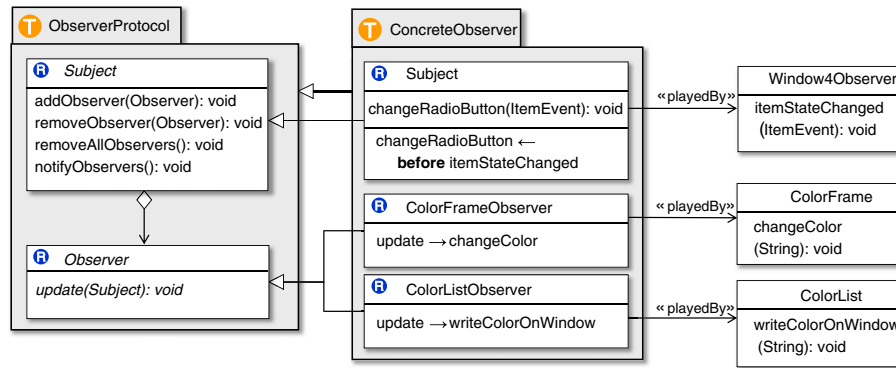 T ObserverProtocol
R Subject
addObserver(Observer): void
removeObserver(Observer): void
removeAllObservers(): void
notifyObservers(): void
R Observer
update(Subject): void
T ConcreteObserver
R Subject
changeRadioButton(ItemEvent): void
changeRadioButton ←
before itemStateChanged
R ColorFrameObserver
update → changeColor
R ColorListObserver
update → writeColorOnWindow
«playedBy»
«playedBy»
«playedBy»
Window4Observer
itemStateChanged
(ItemEvent): void
ColorFrame
changeColor
(String): void
ColorList
writeColorOnWindow
(String): void